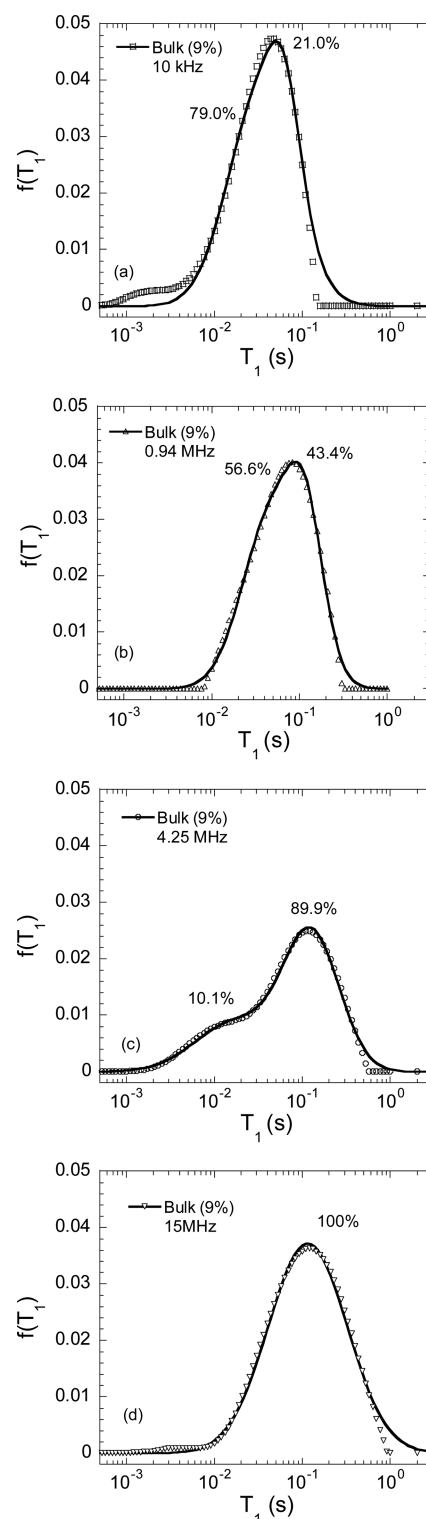 0.05
Bulk (9%)
10 kHz
21.0%
0.04
79.0%
0.03
f(T1)
0.02
0.01
(a)
0
10-3 10-2 10-1 100
T1 (s)
0.05
Bulk (9%)
0.94 MHz
56.6% 43.4%
0.04
0.03
f(T1)
0.02
0.01
(b)
0
10-3 10-2 10-1 100
T1 (s)
0.05
Bulk (9%)
4.25 MHz
0.04
0.03
f(T1)
89.9%
0.02
10.1%
0.01
(c)
0
10-3 10-2 10-1 100
T1 (s)
0.05
Bulk (9%)
15MHz
100%
0.04
0.03
f(T1)
0.02
0.01
(d)
0
10-3 10-2 10-1 100
T1 (s)